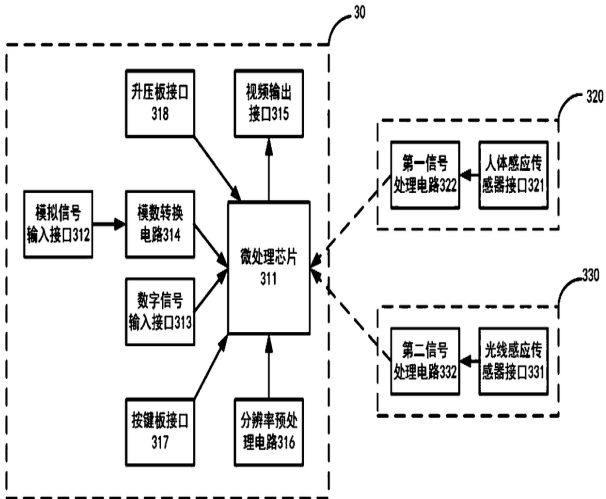 30
升压板接口
318
视频输出
接口315
320
第一信号
处理电路322
人体感应传
感器接口321
模拟信号
输入接口312
模数转换
电路314
微处理芯片
311
数字信号
输入接口313
330
第二信号
处理电路332
光线感应传
感器接口331
按键板接口
317
分辨率预处
理电路316